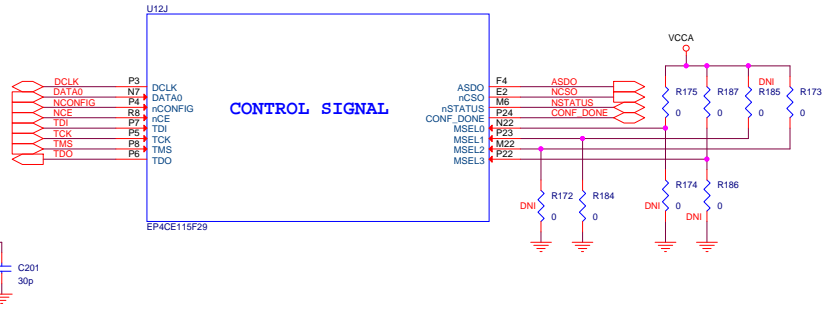 U12J
VCCA
DCLK P3 DCLK ASDO F4 ASDO
DATA0 N7 DATA0 nCSO E2 NCSO
NCONFIG P4 nCONFIG nSTATUS M6 NSTATUS
NCE R8 nCE CONF_DONE P24 CONF_DONE
TDI P7 TDI MSEL0 N22
TCK P5 TCK MSEL1 P23
TMS P8 TMS MSEL2 M22
TDO P6 TDO MSEL3 P22
CONTROL SIGNAL
DNI
R175 R187 R185 R173
0 0 0 0
R172 R184 R174 R186
DNI DNI
0 0 0 0
DNI
EP4CE115F29
C201
30p